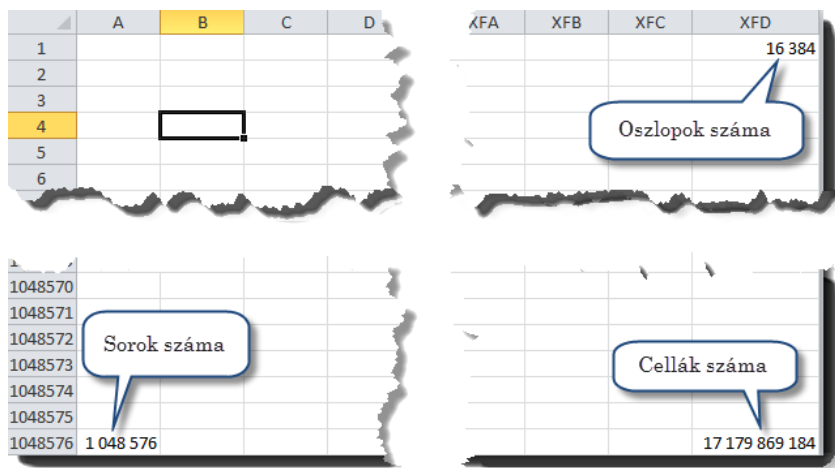 A B C D
1
2
3
4
5
6
XFA XFB XFC XFD
16 384
Oszlopok száma
1048570
1048571
1048572
1048573
1048574
1048575
1048576 1 048 576
Sorok száma
Cellák száma
17 179 869 184